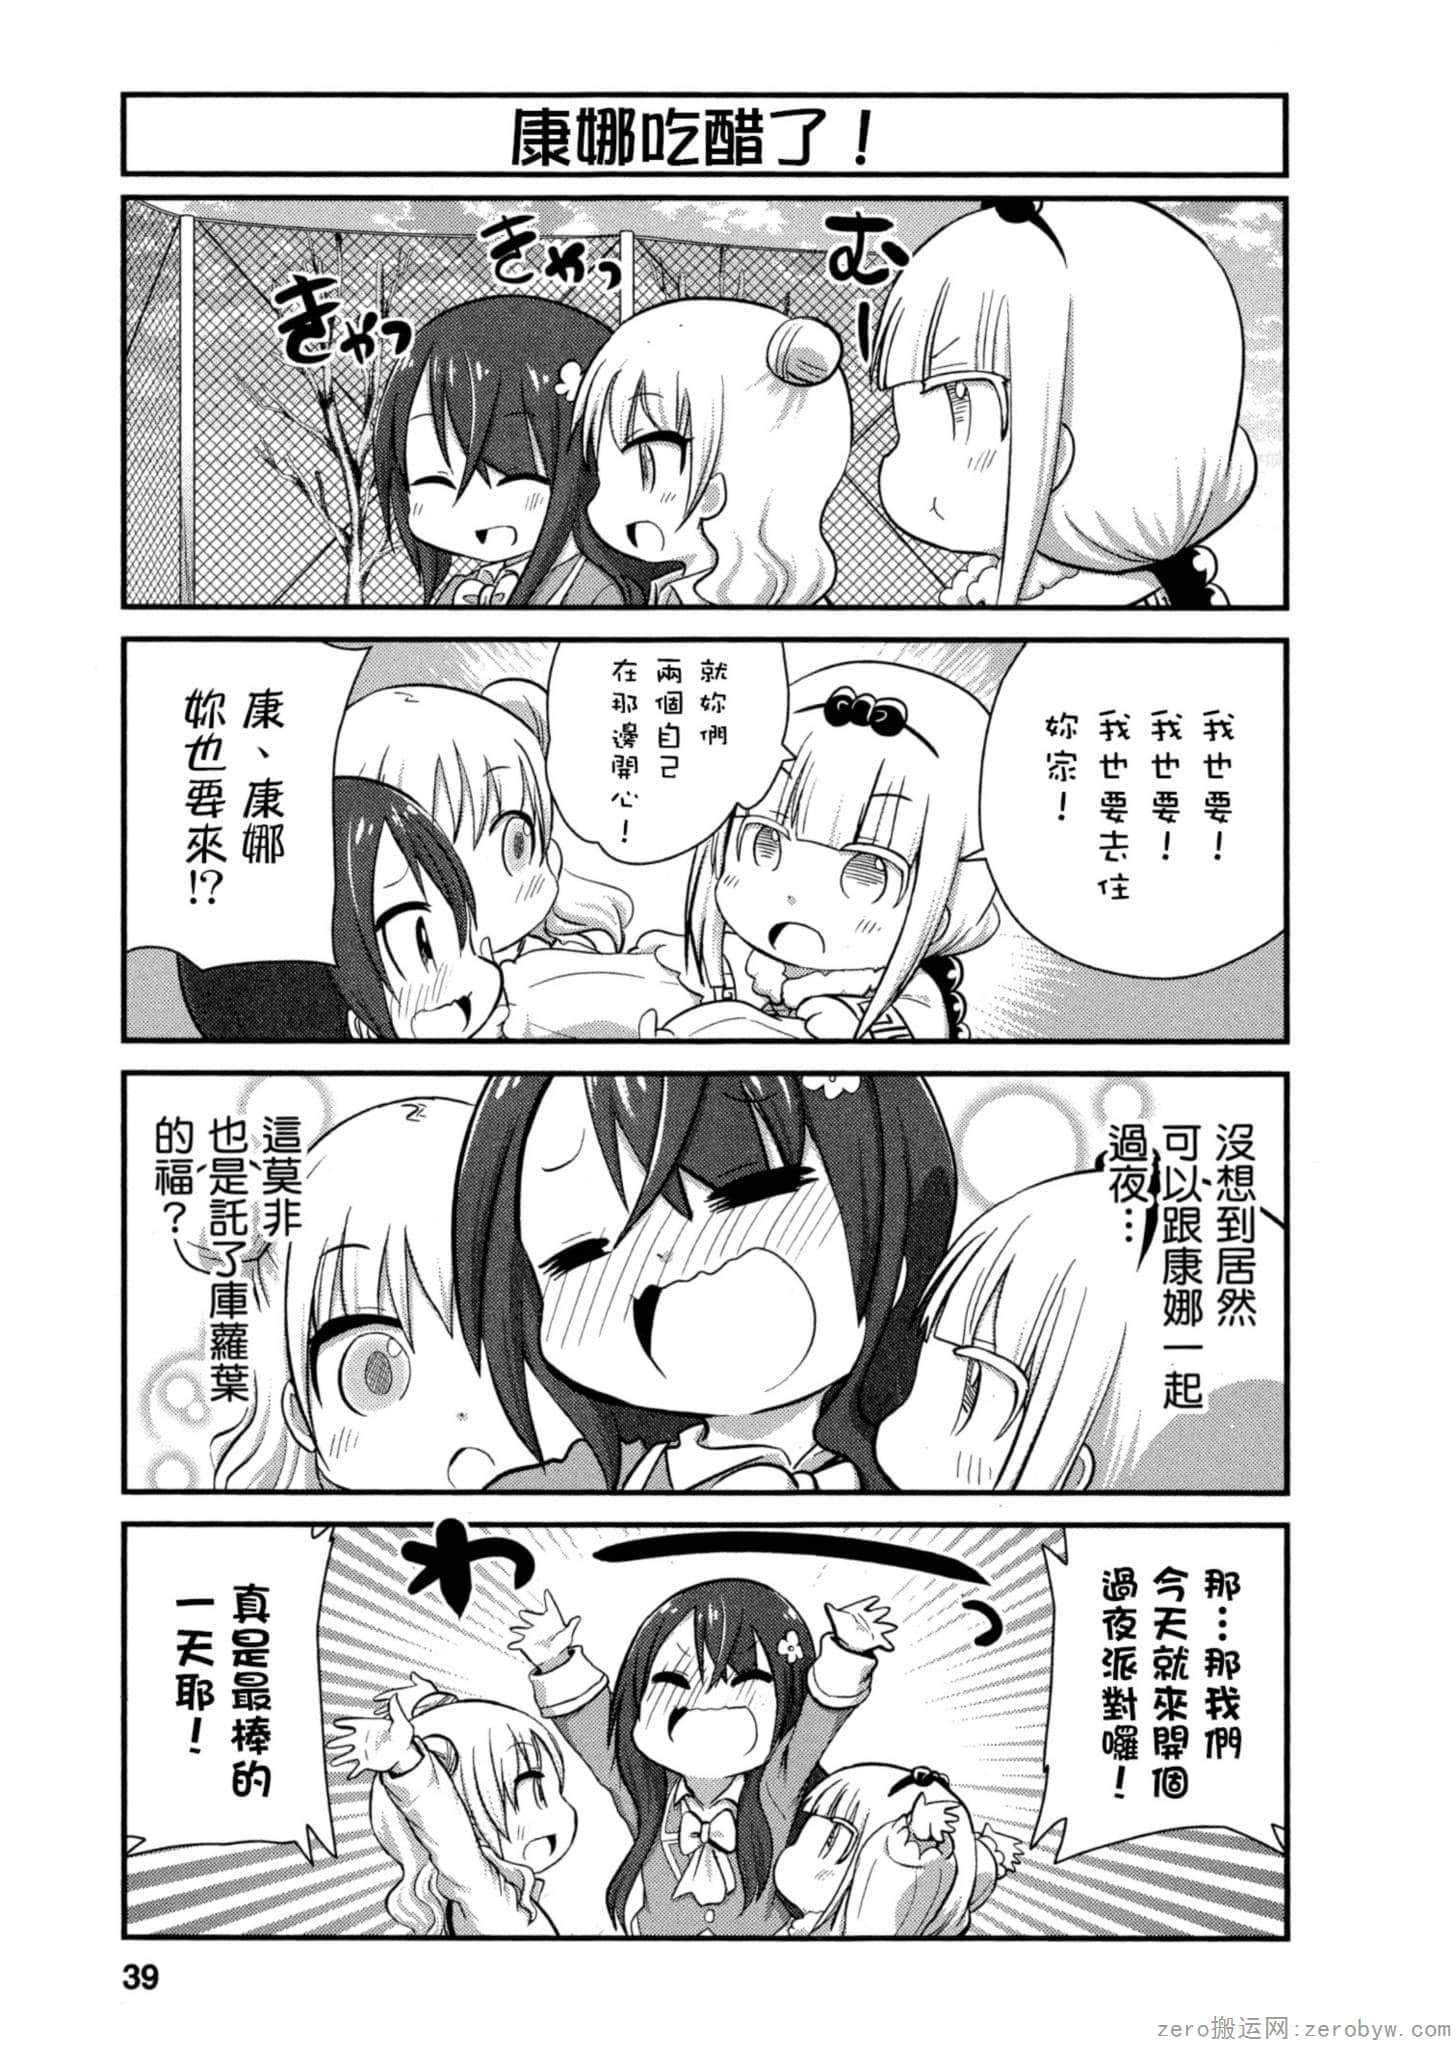 康娜吃醋了！
むー
きゃっ
きゃっ
我也要！
我也要！
我也要去住
妳家！
就妳們
兩個自己
在那邊開心！
康、康娜
妳也要來!?
沒想到居然
可以跟康娜一起
過夜…
這莫非
也是託了庫蘿葉
的福？
那…那我們
今天就來開個
過夜派對囉！
わーっ
真是最棒的
一天耶！
39
zero搬运网:zerobyw.com